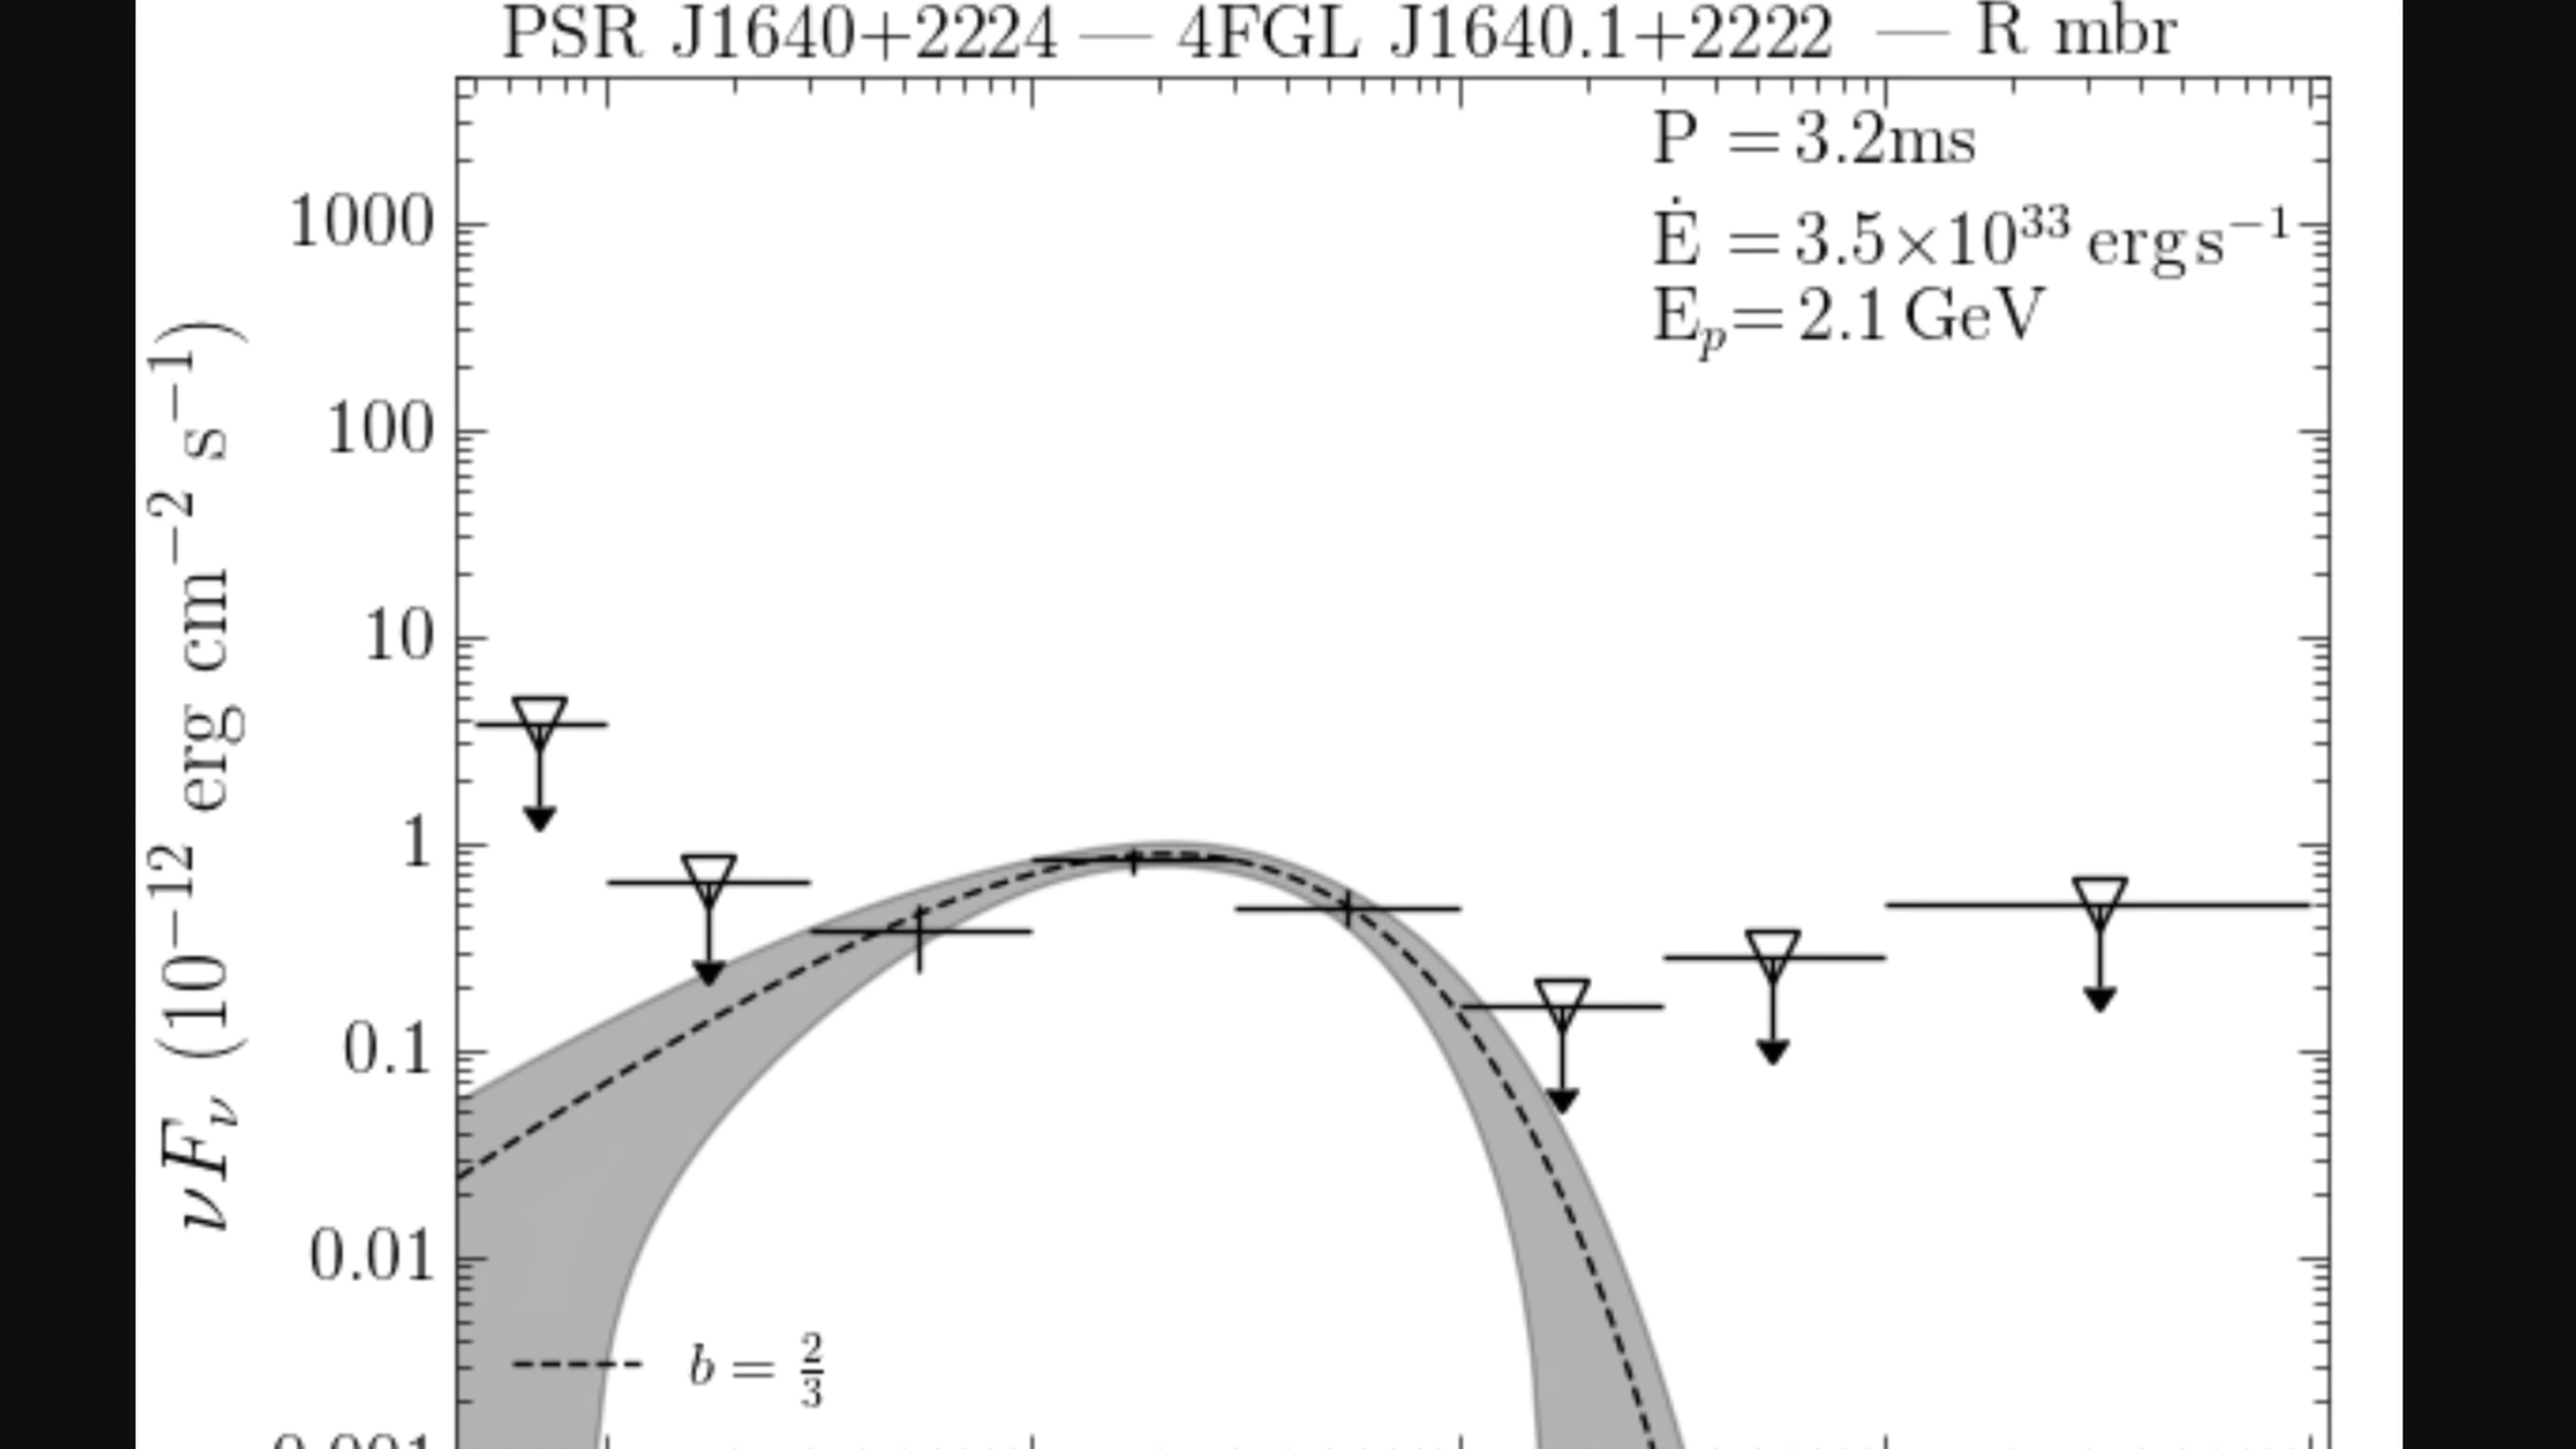 PSR J1640+2224 — 4FGL J1640.1+2222 — R mbr
P = 3.2ms
Ė = 3.5×10³³ erg s⁻¹
Eₚ= 2.1 GeV
νFν (10⁻¹² erg cm⁻² s⁻¹)
1000
100
10
1
0.1
0.01
b = 2/3